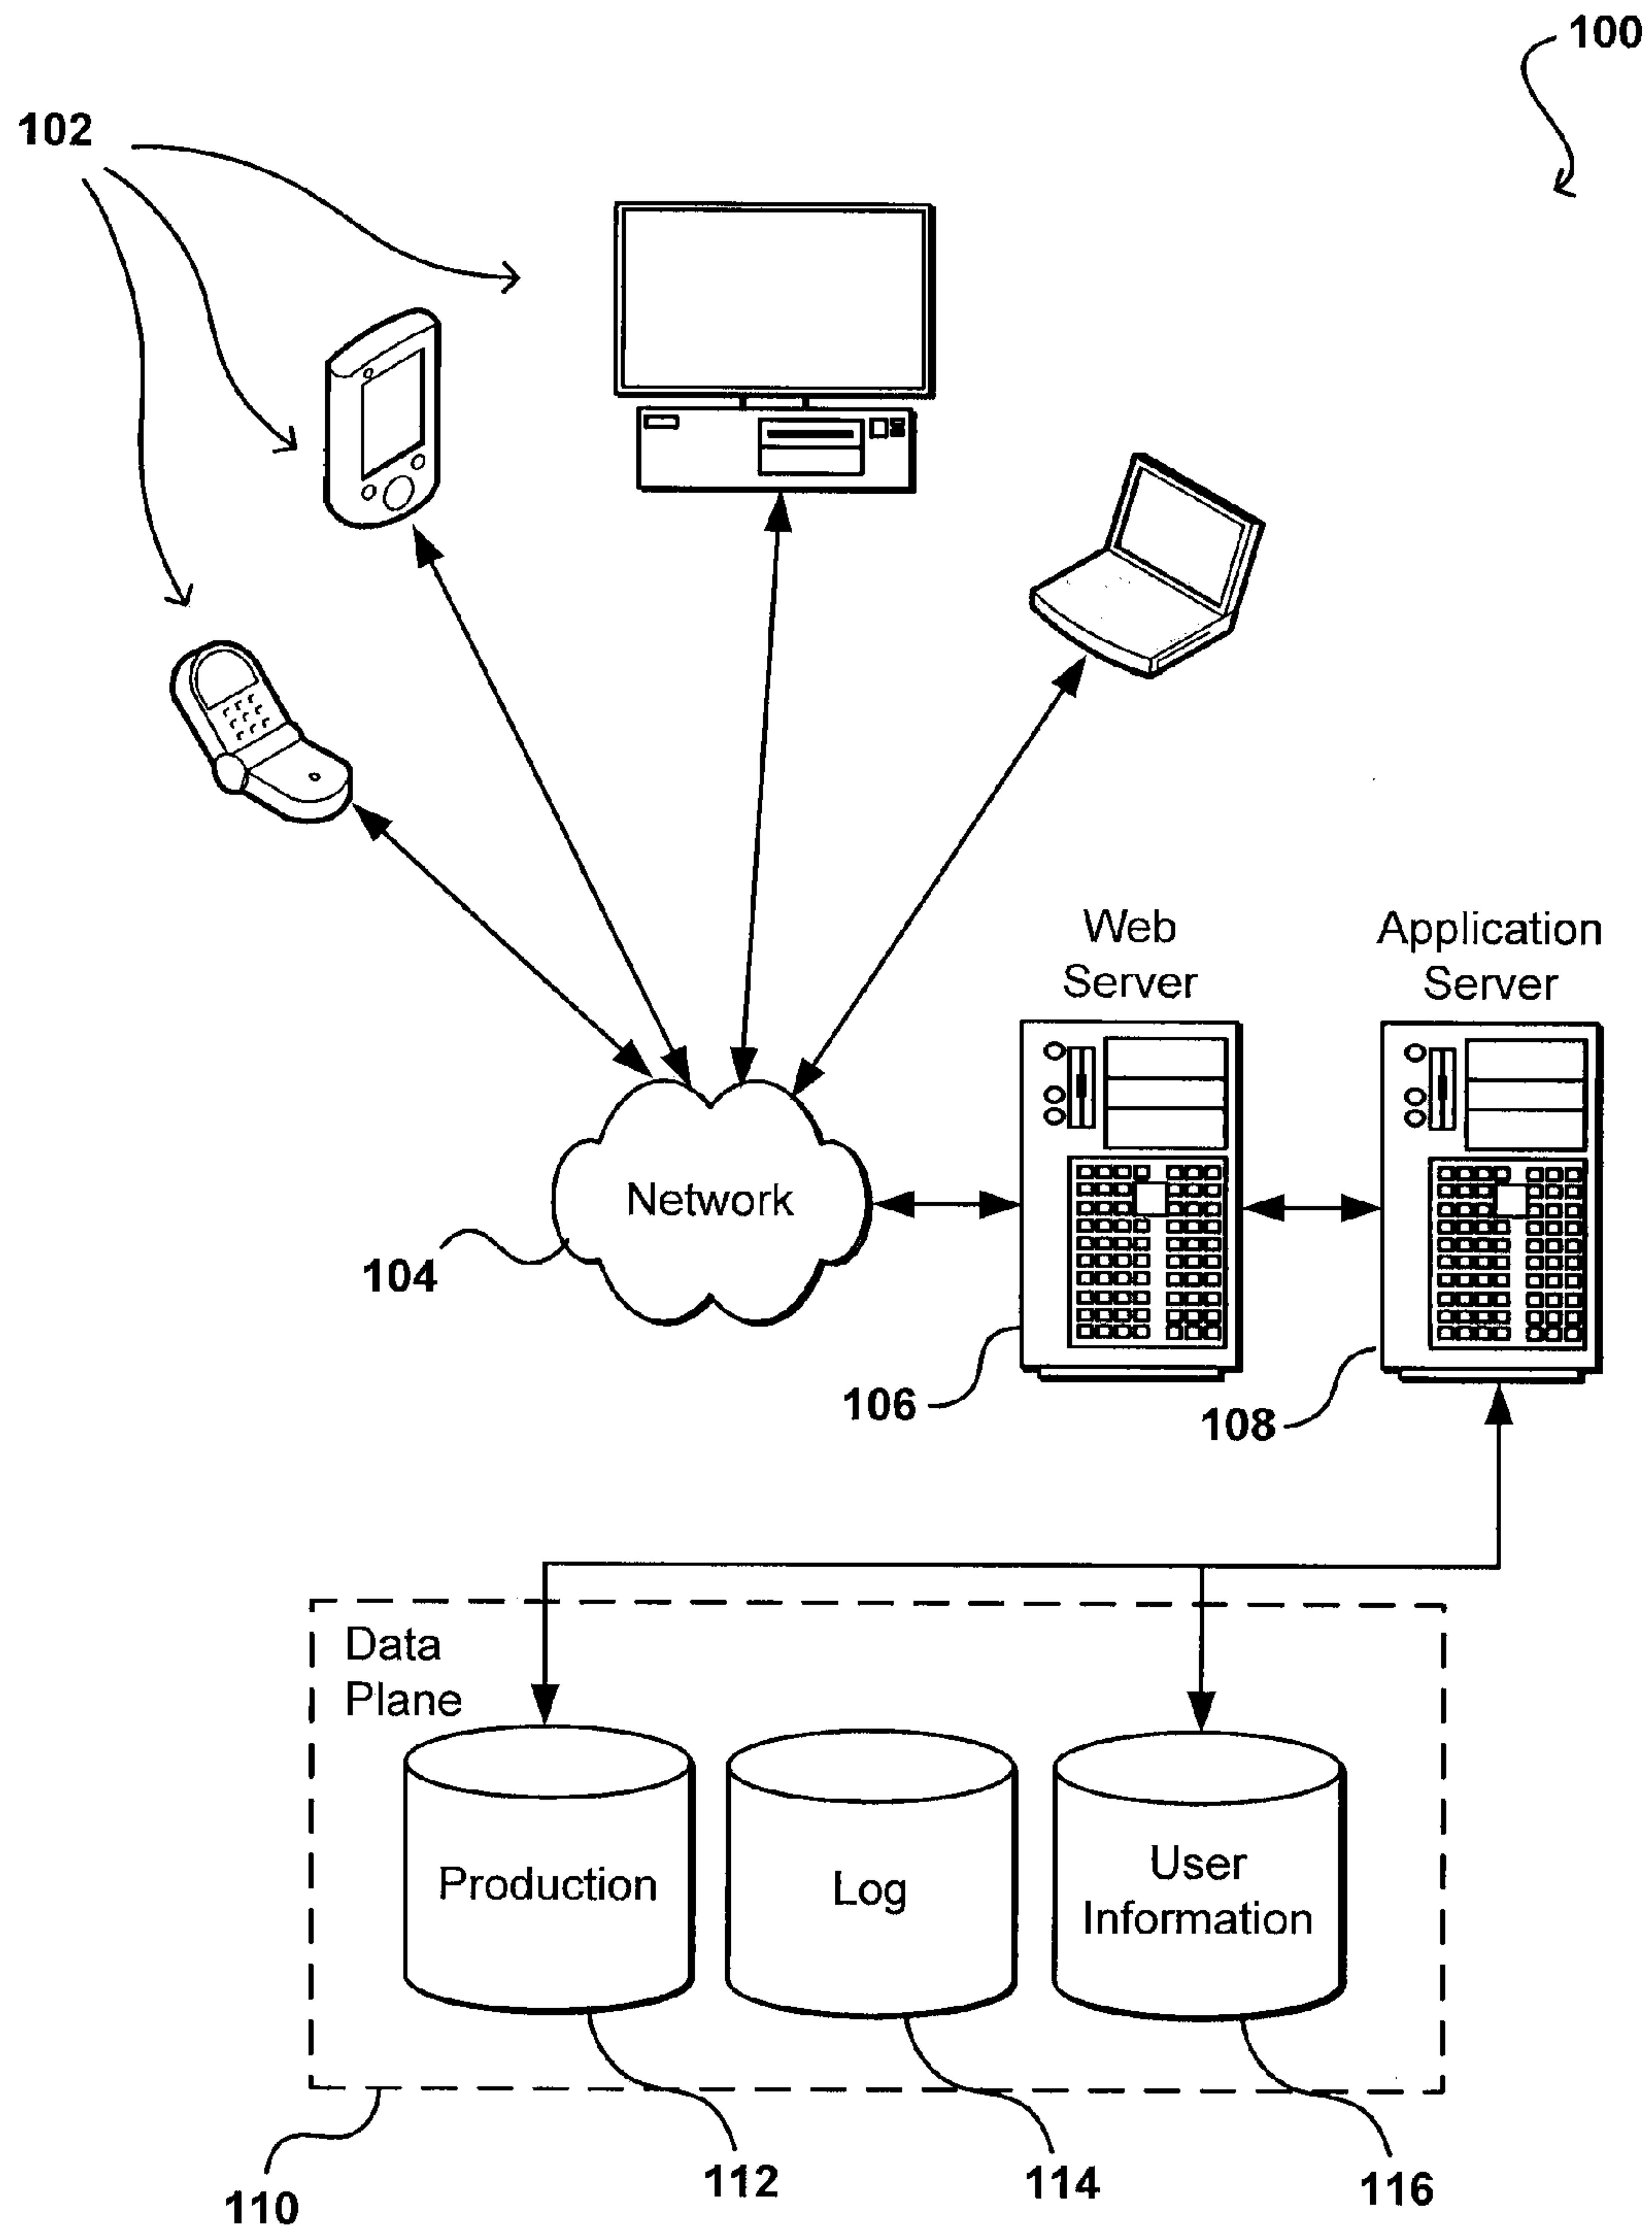 100
102
Web
Server
Application
Server
Network
104
106
108
Data
Plane
Production
Log
User
Information
110
112
114
116